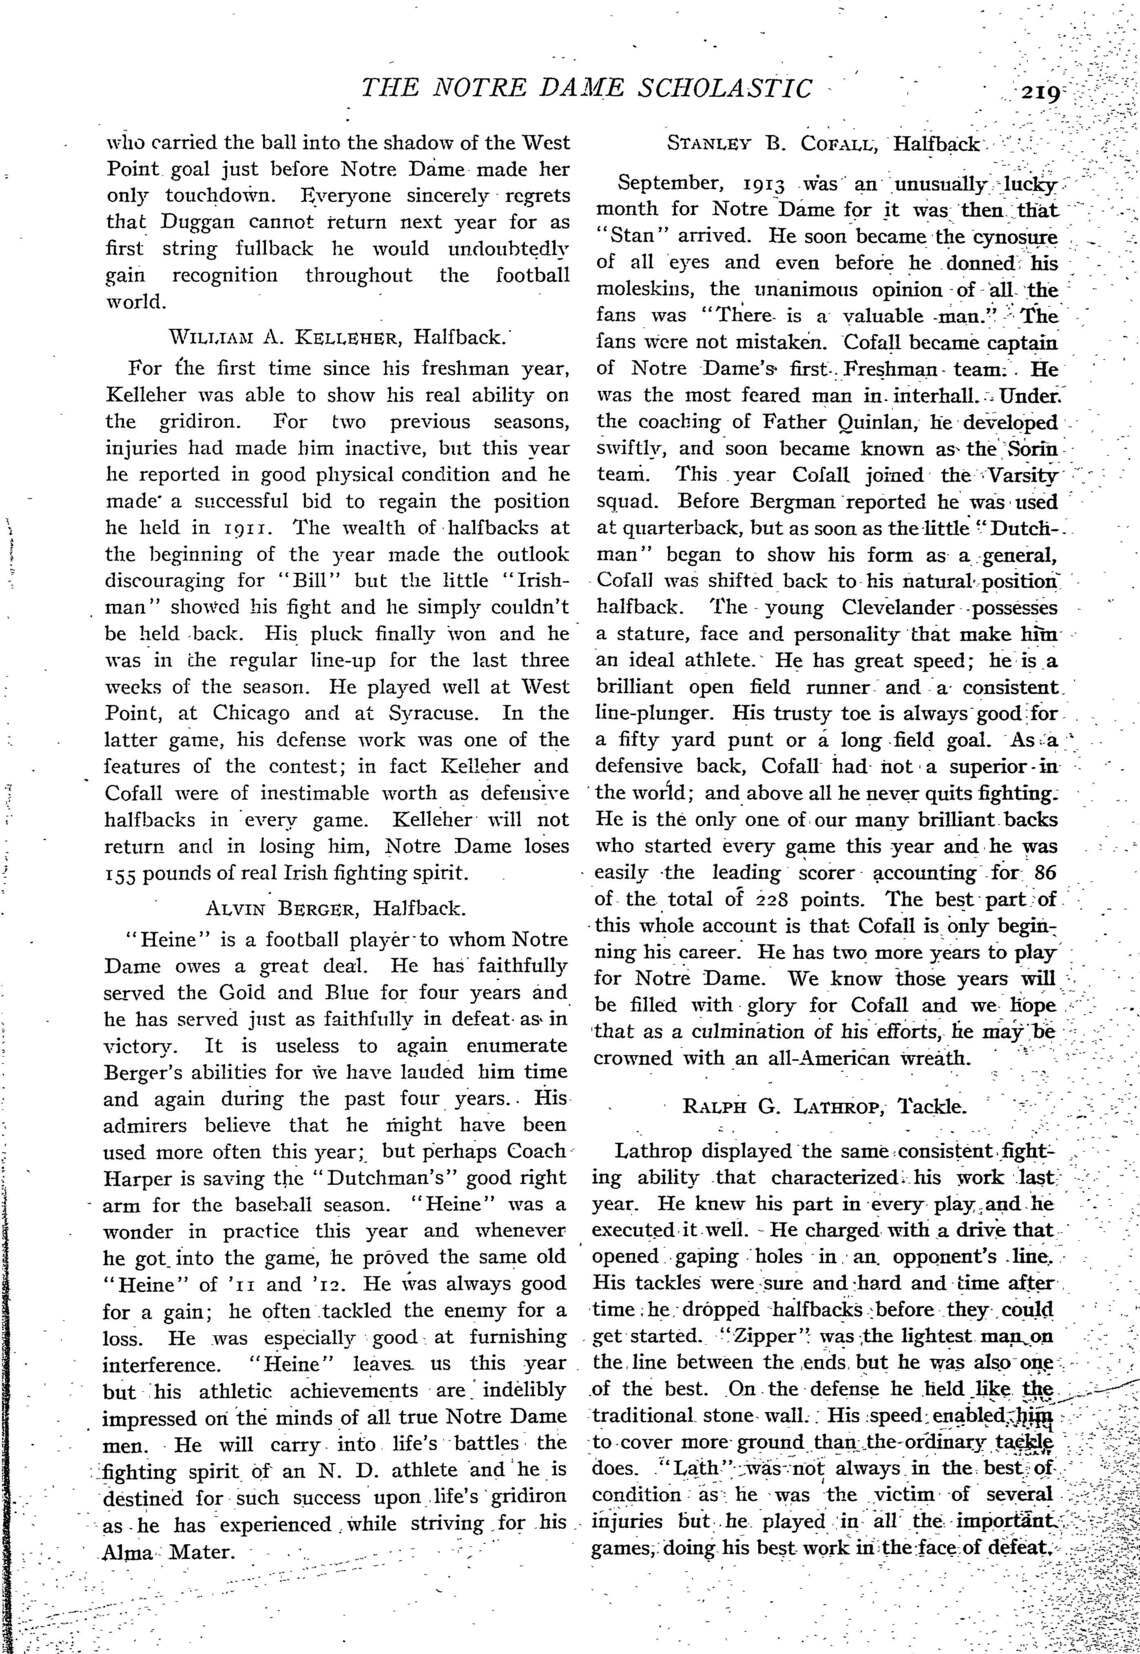 THE NOTRE DAME SCHOLASTIC
219
who carried the ball into the shadow of the West
Point goal just before Notre Dame made her
only touchdown. Everyone sincerely regrets
that Duggan cannot return next year for as
first string fullback he would undoubtedly
gain recognition throughout the football
world.
WILLIAM A. KELLEHER, Halfback.
For the first time since his freshman year,
Kelleher was able to show his real ability on
the gridiron. For two previous seasons,
injuries had made him inactive, but this year
he reported in good physical condition and he
made a successful bid to regain the position
he held in 1911. The wealth of halfbacks at
the beginning of the year made the outlook
discouraging for "Bill" but the little "Irish-
man" showed his fight and he simply couldn't
be held back. His pluck finally won and he
was in the regular line-up for the last three
weeks of the season. He played well at West
Point, at Chicago and at Syracuse. In the
latter game, his defense work was one of the
features of the contest; in fact Kelleher and
Cofall were of inestimable worth as defensive
halfbacks in every game. Kelleher will not
return and in losing him, Notre Dame loses
155 pounds of real Irish fighting spirit.
ALVIN BERGER, Halfback.
"Heine" is a football player to whom Notre
Dame owes a great deal. He has faithfully
served the Gold and Blue for four years and
he has served just as faithfully in defeat as in
victory. It is useless to again enumerate
Berger's abilities for we have lauded him time
and again during the past four years. His
admirers believe that he might have been
used more often this year; but perhaps Coach
Harper is saving the "Dutchman's" good right
arm for the baseball season. "Heine" was a
wonder in practice this year and whenever
he got into the game, he proved the same old
"Heine" of '11 and '12. He was always good
for a gain; he often tackled the enemy for a
loss. He was especially good at furnishing
interference. "Heine" leaves us this year
but his athletic achievements are indelibly
impressed on the minds of all true Notre Dame
men. He will carry into life's battles the
fighting spirit of an N. D. athlete and he is
destined for such success upon life's gridiron
as he has experienced while striving for his
Alma Mater.
STANLEY B. COFALL, Halfback
September, 1913 was an unusually lucky
month for Notre Dame for it was then that
"Stan" arrived. He soon became the cynosure
of all eyes and even before he donned his
moleskins, the unanimous opinion of all the
fans was "There is a valuable man." The
fans were not mistaken. Cofall became captain
of Notre Dame's first Freshman team. He
was the most feared man in interhall. Under
the coaching of Father Quinlan, he developed
swiftly, and soon became known as the Sorin
team. This year Cofall joined the Varsity
squad. Before Bergman reported he was used
at quarterback, but as soon as the little "Dutch-
man" began to show his form as a general,
Cofall was shifted back to his natural position
halfback. The young Clevelander possesses
a stature, face and personality that make him
an ideal athlete. He has great speed; he is a
brilliant open field runner and a consistent
line-plunger. His trusty toe is always good for
a fifty yard punt or a long field goal. As a
defensive back, Cofall had not a superior in
the world; and above all he never quits fighting.
He is the only one of our many brilliant backs
who started every game this year and he was
easily the leading scorer accounting for 86
of the total of 228 points. The best part of
this whole account is that Cofall is only begin-
ning his career. He has two more years to play
for Notre Dame. We know those years will
be filled with glory for Cofall and we hope
that as a culmination of his efforts, he may be
crowned with an all-American wreath.
RALPH G. LATHROP, Tackle.
Lathrop displayed the same consistent fight-
ing ability that characterized his work last
year. He knew his part in every play and he
executed it well. He charged with a drive that
opened gaping holes in an opponent's line.
His tackles were sure and hard and time after
time he dropped halfbacks before they could
get started. "Zipper" was the lightest man on
the line between the ends but he was also one
of the best. On the defense he held like the
traditional stone wall. His speed enabled him
to cover more ground than the ordinary tackle
does. "Lath" was not always in the best of
condition as he was the victim of several
injuries but he played in all the important
games, doing his best work in the face of defeat.